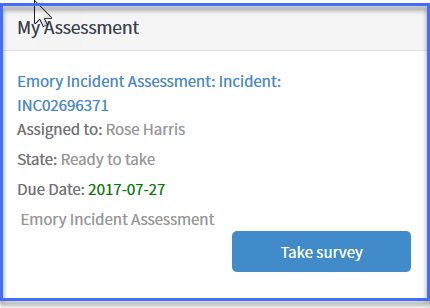 My Assessment
Emory Incident Assessment: Incident:
INC02696371
Assigned to: Rose Harris
State: Ready to take
Due Date: 2017-07-27
Emory Incident Assessment
Take survey